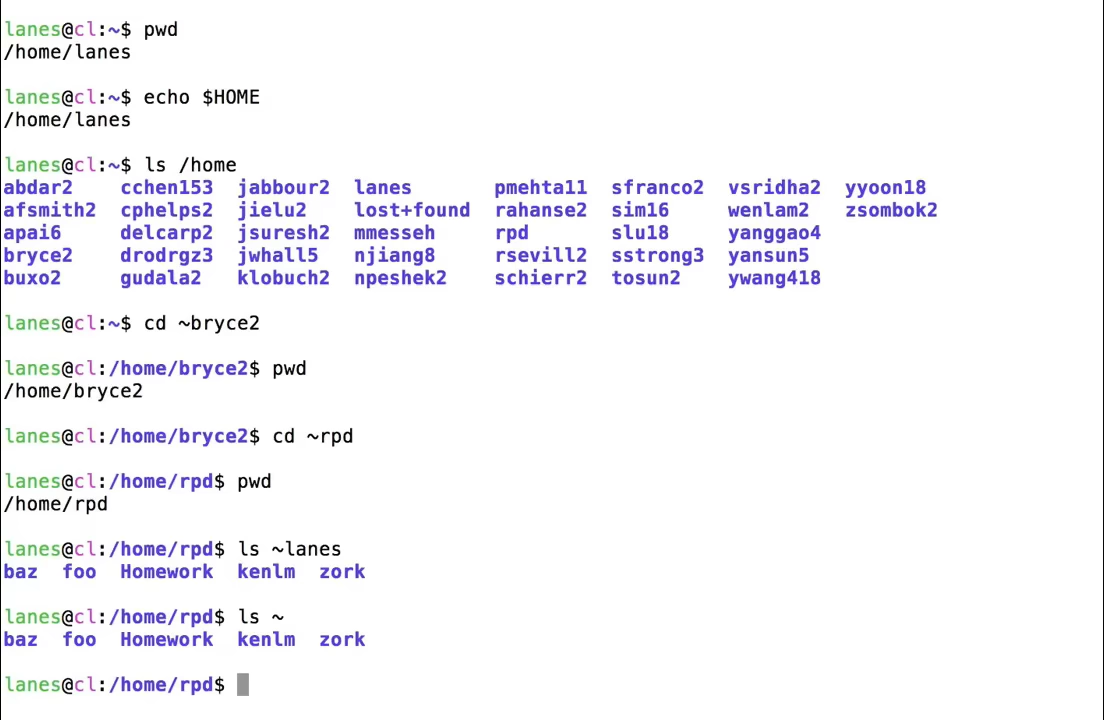 lanes@cl:~$ pwd
/home/lanes
lanes@cl:~$ echo $HOME
/home/lanes
lanes@cl:~$ ls /home
abdar2 cchen153 jabbour2 lanes pmehta11 sfranco2 vsridha2 yyoon18
afsmith2 cphelps2 jielu2 lost+found rahanse2 sim16 wenlam2 zsombok2
apai6 delcarp2 jsuresh2 mmesseh rpd slu18 yanggao4
bryce2 drodrgz3 jwhall5 njiang8 rsevill2 sstrong3 yansun5
buxo2 gudala2 klobuch2 npeshek2 schierr2 tosun2 ywang418
lanes@cl:~$ cd ~bryce2
lanes@cl:/home/bryce2$ pwd
/home/bryce2
lanes@cl:/home/bryce2$ cd ~rpd
lanes@cl:/home/rpd$ pwd
/home/rpd
lanes@cl:/home/rpd$ ls ~lanes
baz foo Homework kenlm zork
lanes@cl:/home/rpd$ ls ~
baz foo Homework kenlm zork
lanes@cl:/home/rpd$